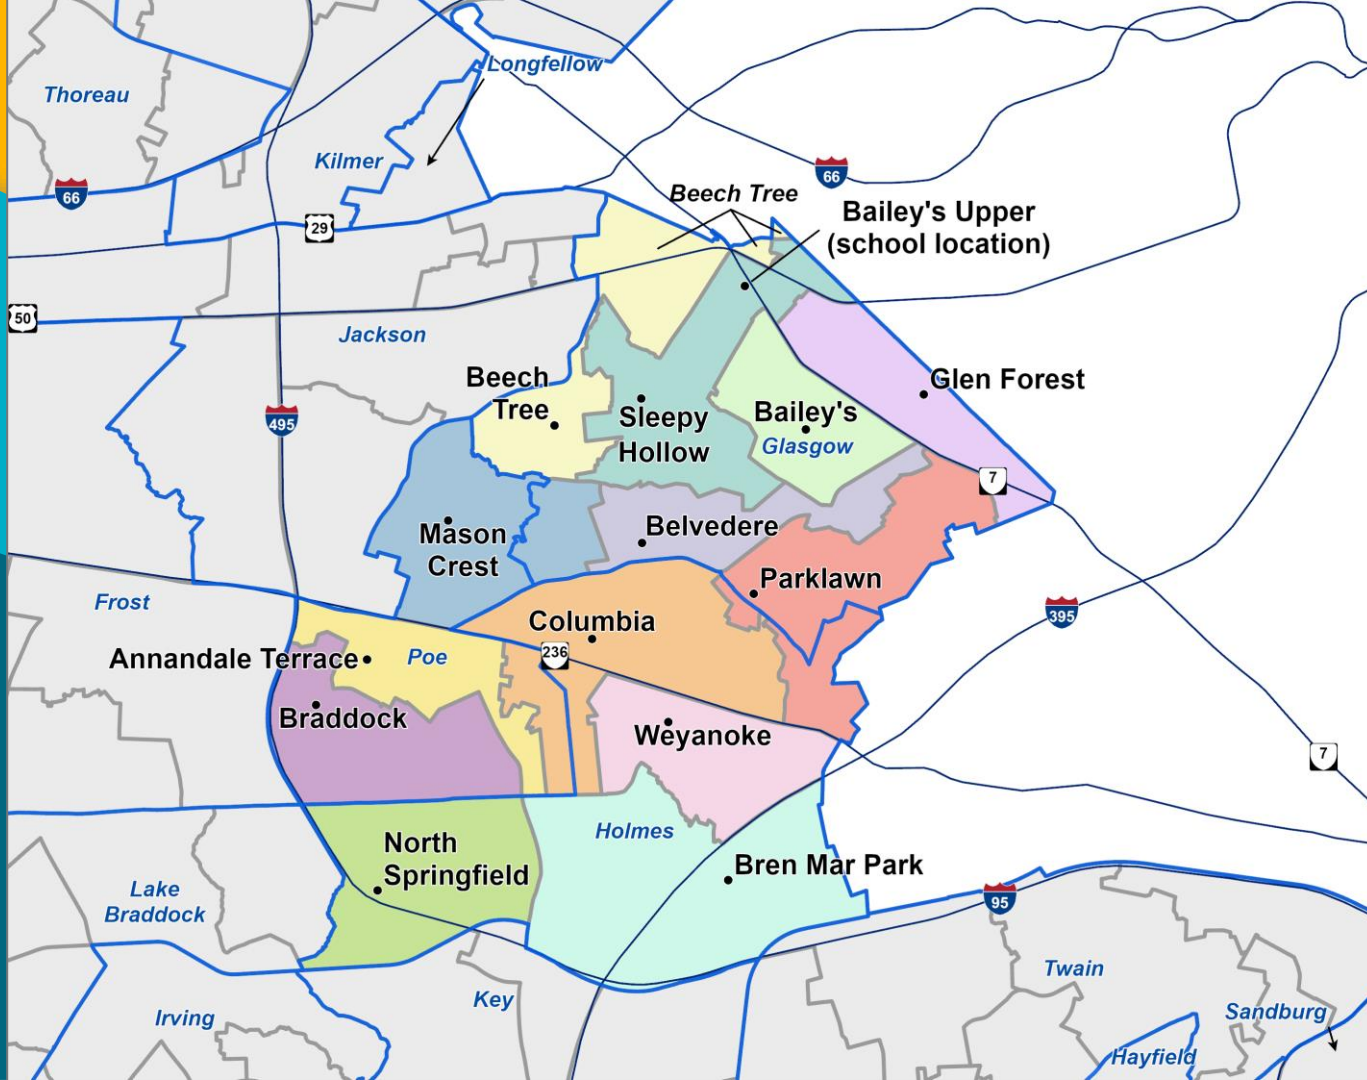 Longfellow
Thoreau
Kilmer
66
66
Beech Tree
Bailey's Upper
(school location)
29
50
Jackson
Beech
Tree
Glen Forest
495
Sleepy
Hollow
Bailey's
Glasgow
7
Mason
Crest
Belvedere
Parklawn
Frost
395
Columbia
236
Annandale Terrace
Poe
Braddock
Weyanoke
7
North
Springfield
Holmes
Bren Mar Park
Lake
Braddock
95
Twain
Key
Irving
Sandburg
Hayfield